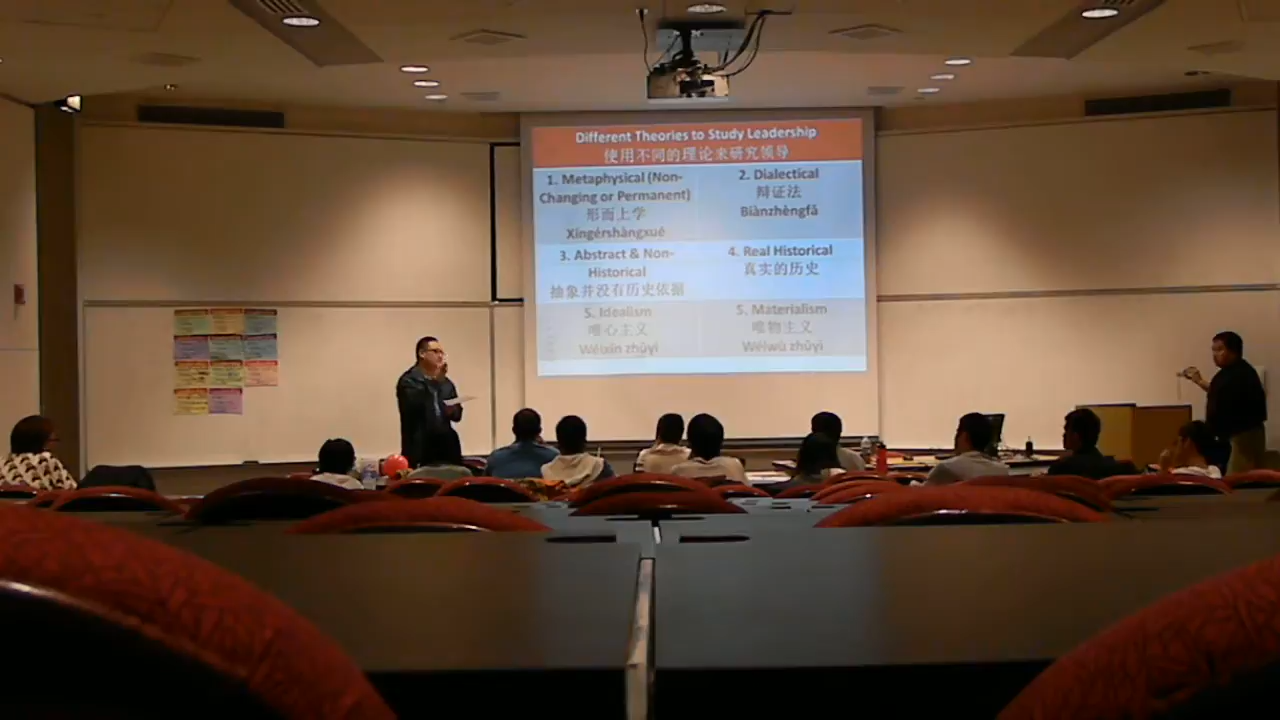 Different Theories to Study Leadership
使用不同的理论来研究领导
1. Metaphysical (Non-
Changing or Permanent)
形而上学
Xíngérshàngxué
2. Dialectical
辩证法
Biànzhèngfǎ
3. Abstract & Non-
Historical
抽象并没有历史依据
4. Real Historical
真实的历史
5. Idealism
唯心主义
Wéixīn zhǔyì
5. Materialism
唯物主义
Wéiwù zhǔyì